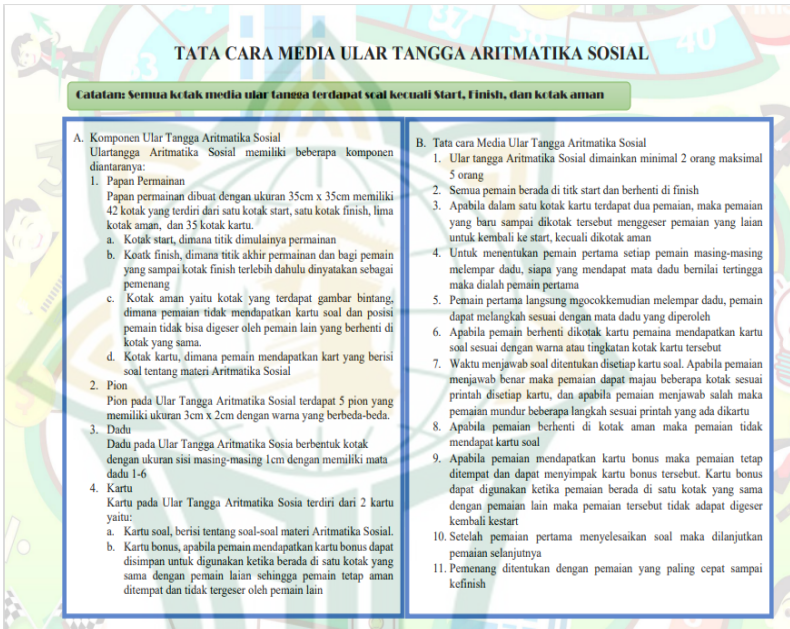 37
38
40
33
TATA CARA MEDIA ULAR TANGGA ARITMATIKA SOSIAL
Catatan: Semua kotak media ular tangga terdapat soal kecuali Start, Finish, dan kotak aman
A. Komponen Ular Tangga Aritmatika Sosial
Ulartangga Aritmatika Sosial memiliki beberapa komponen
diantaranya:
1. Papan Permainan
Papan permainan dibuat dengan ukuran 35cm x 35cm memiliki
42 kotak yang terdiri dari satu kotak start, satu kotak finish, lima
kotak aman, dan 35 kotak kartu.
a. Kotak start, dimana titik dimulainya permainan
b. Koatk finish, dimana titik akhir permainan dan bagi pemain
yang sampai kotak finish terlebih dahulu dinyatakan sebagai
pemenang
c. Kotak aman yaitu kotak yang terdapat gambar bintang,
dimana pemaian tidak mendapatkan kartu soal dan posisi
pemain tidak bisa digeser oleh pemain lain yang berhenti di
kotak yang sama.
d. Kotak kartu, dimana pemain mendapatkan kart yang berisi
soal tentang materi Aritmatika Sosial
2. Pion
Pion pada Ular Tangga Aritmatika Sosial terdapat 5 pion yang
memiliki ukuran 3cm x 2cm dengan warna yang berbeda-beda.
3. Dadu
Dadu pada Ular Tangga Aritmatika Sosia berbentuk kotak
dengan ukuran sisi masing-masing 1cm dengan memiliki mata
dadu 1-6
4. Kartu
Kartu pada Ular Tangga Aritmatika Sosia terdiri dari 2 kartu
yaitu:
a. Kartu soal, berisi tentang soal-soal materi Aritmatika Sosial.
b. Kartu bonus, apabila pemain mendapatkan kartu bonus dapat
disimpan untuk digunakan ketika berada di satu kotak yang
sama dengan pemain laian sehingga pemain tetap aman
ditempat dan tidak tergeser oleh pemain lain
B. Tata cara Media Ular Tangga Aritmatika Sosial
1. Ular tangga Aritmatika Sosial dimainkan minimal 2 orang maksimal
5 orang
2. Semua pemain berada di titk start dan berhenti di finish
3. Apabila dalam satu kotak kartu terdapat dua pemaian, maka pemaian
yang baru sampai dikotak tersebut menggeser pemaian yang laian
untuk kembali ke start, kecuali dikotak aman
4. Untuk menentukan pemain pertama setiap pemain masing-masing
melempar dadu, siapa yang mendapat mata dadu bernilai tertingga
maka dialah pemain pertama
5. Pemain pertama langsung mgocokkemudian melempar dadu, pemain
dapat melangkah sesuai dengan mata dadu yang diperoleh
6. Apabila pemain berhenti dikotak kartu pemaina mendapatkan kartu
soal sesuai dengan warna atau tingkatan kotak kartu tersebut
7. Waktu menjawab soal ditentukan disetiap kartu soal. Apabila pemaian
menjawab benar maka pemaian dapat majau beberapa kotak sesuai
printah disetiap kartu, dan apabila pemaian menjawab salah maka
pemaian mundur beberapa langkah sesuai printah yang ada dikartu
8. Apabila pemaian berhenti di kotak aman maka pemaian tidak
mendapat kartu soal
9. Apabila pemaian mendapatkan kartu bonus maka pemaian tetap
ditempat dan dapat menyimpak kartu bonus tersebut. Kartu bonus
dapat digunakan ketika pemaian berada di satu kotak yang sama
dengan pemaian lain maka pemaian tersebut tidak adapat digeser
kembali kestart
10. Setelah pemaian pertama menyelesaikan soal maka dilanjutkan
pemaian selanjutnya
11. Pemenang ditentukan dengan pemaian yang paling cepat sampai
kefinish